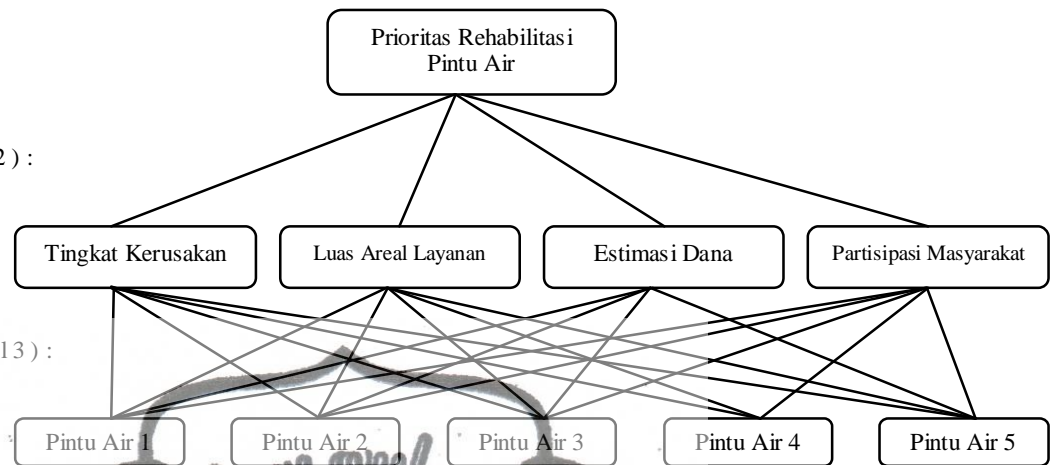 Prioritas Rehabilitasi
Pintu Air
2) :
Tingkat Kerusakan
Luas Areal Layanan
Estimasi Dana
Partisipasi Masyarakat
13) :
Pintu Air 1
Pintu Air 2
Pintu Air 3
Pintu Air 4
Pintu Air 5